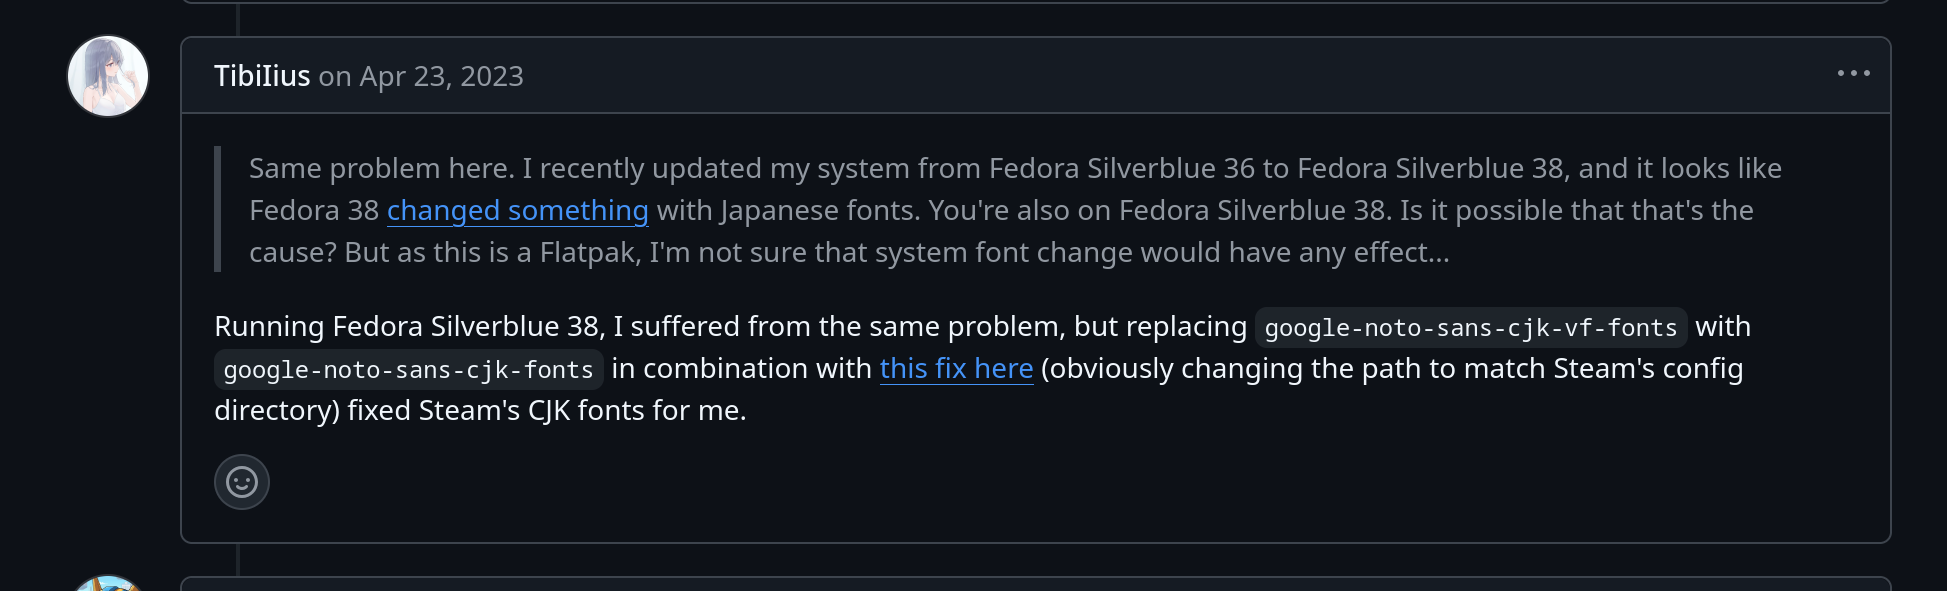 TibiIius on Apr 23, 2023
Same problem here. I recently updated my system from Fedora Silverblue 36 to Fedora Silverblue 38, and it looks like
Fedora 38 changed something with Japanese fonts. You're also on Fedora Silverblue 38. Is it possible that that's the
cause? But as this is a Flatpak, I'm not sure that system font change would have any effect...
Running Fedora Silverblue 38, I suffered from the same problem, but replacing google-noto-sans-cjk-vf-fonts with
google-noto-sans-cjk-fonts in combination with this fix here (obviously changing the path to match Steam's config
directory) fixed Steam's CJK fonts for me.